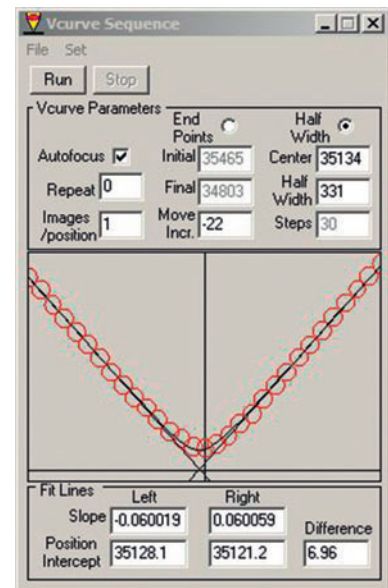 Vcurve Sequence
File Set
Run Stop
Vcurve Parameters
End Points Half Width
Autofocus Initial 35465 Center 35134
Repeat 0 Final 34803 Half Width 331
Images /position 1 Move Incr. -22 Steps 30
Fit Lines
Left Right
Slope -0.060019 0.060059 Difference
Position Intercept 35128.1 35121.2 6.96